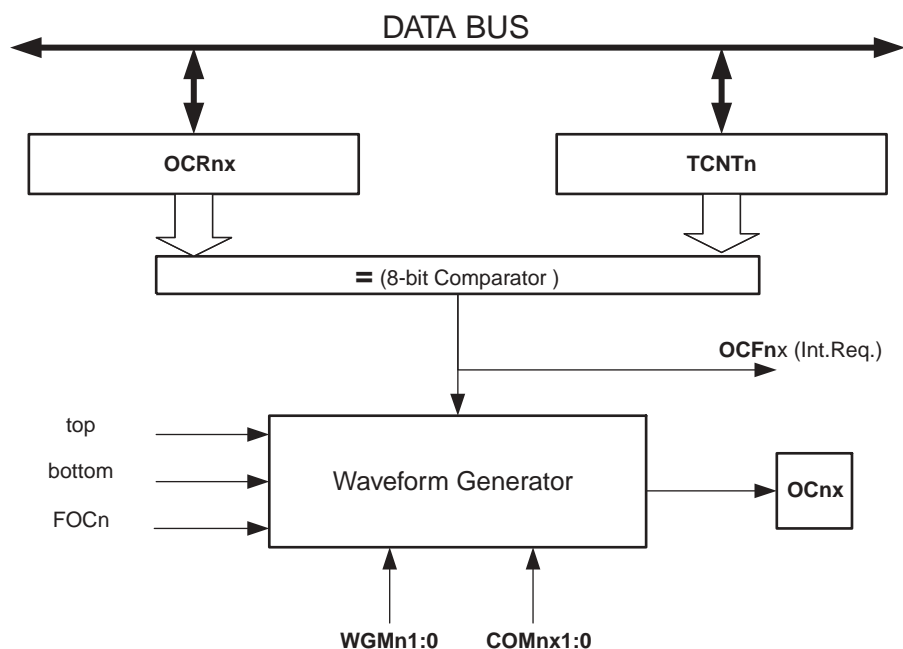 DATA BUS
OCRnx
TCNTn
= (8-bit Comparator )
OCFnx (Int.Req.)
top
bottom
FOCn
Waveform Generator
OCnx
WGMn1:0
COMnx1:0